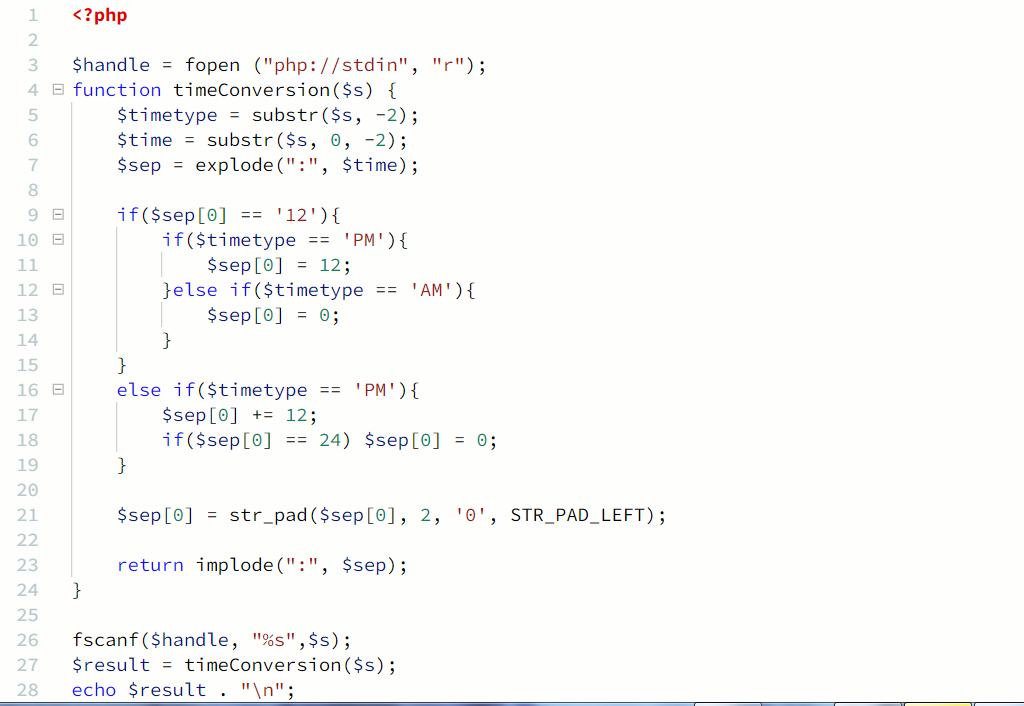 1 <?php
2
3 $handle = fopen ("php://stdin", "r");
4 function timeConversion($s) {
5     $timetype = substr($s, -2);
6     $time = substr($s, 0, -2);
7     $sep = explode(":", $time);
8
9     if($sep[0] == '12'){
10         if($timetype == 'PM'){
11             $sep[0] = 12;
12         }else if($timetype == 'AM'){
13             $sep[0] = 0;
14         }
15     }
16     else if($timetype == 'PM'){
17         $sep[0] += 12;
18         if($sep[0] == 24) $sep[0] = 0;
19     }
20
21     $sep[0] = str_pad($sep[0], 2, '0', STR_PAD_LEFT);
22
23     return implode(":", $sep);
24 }
25
26 fscanf($handle, "%s",$s);
27 $result = timeConversion($s);
28 echo $result . "\n";